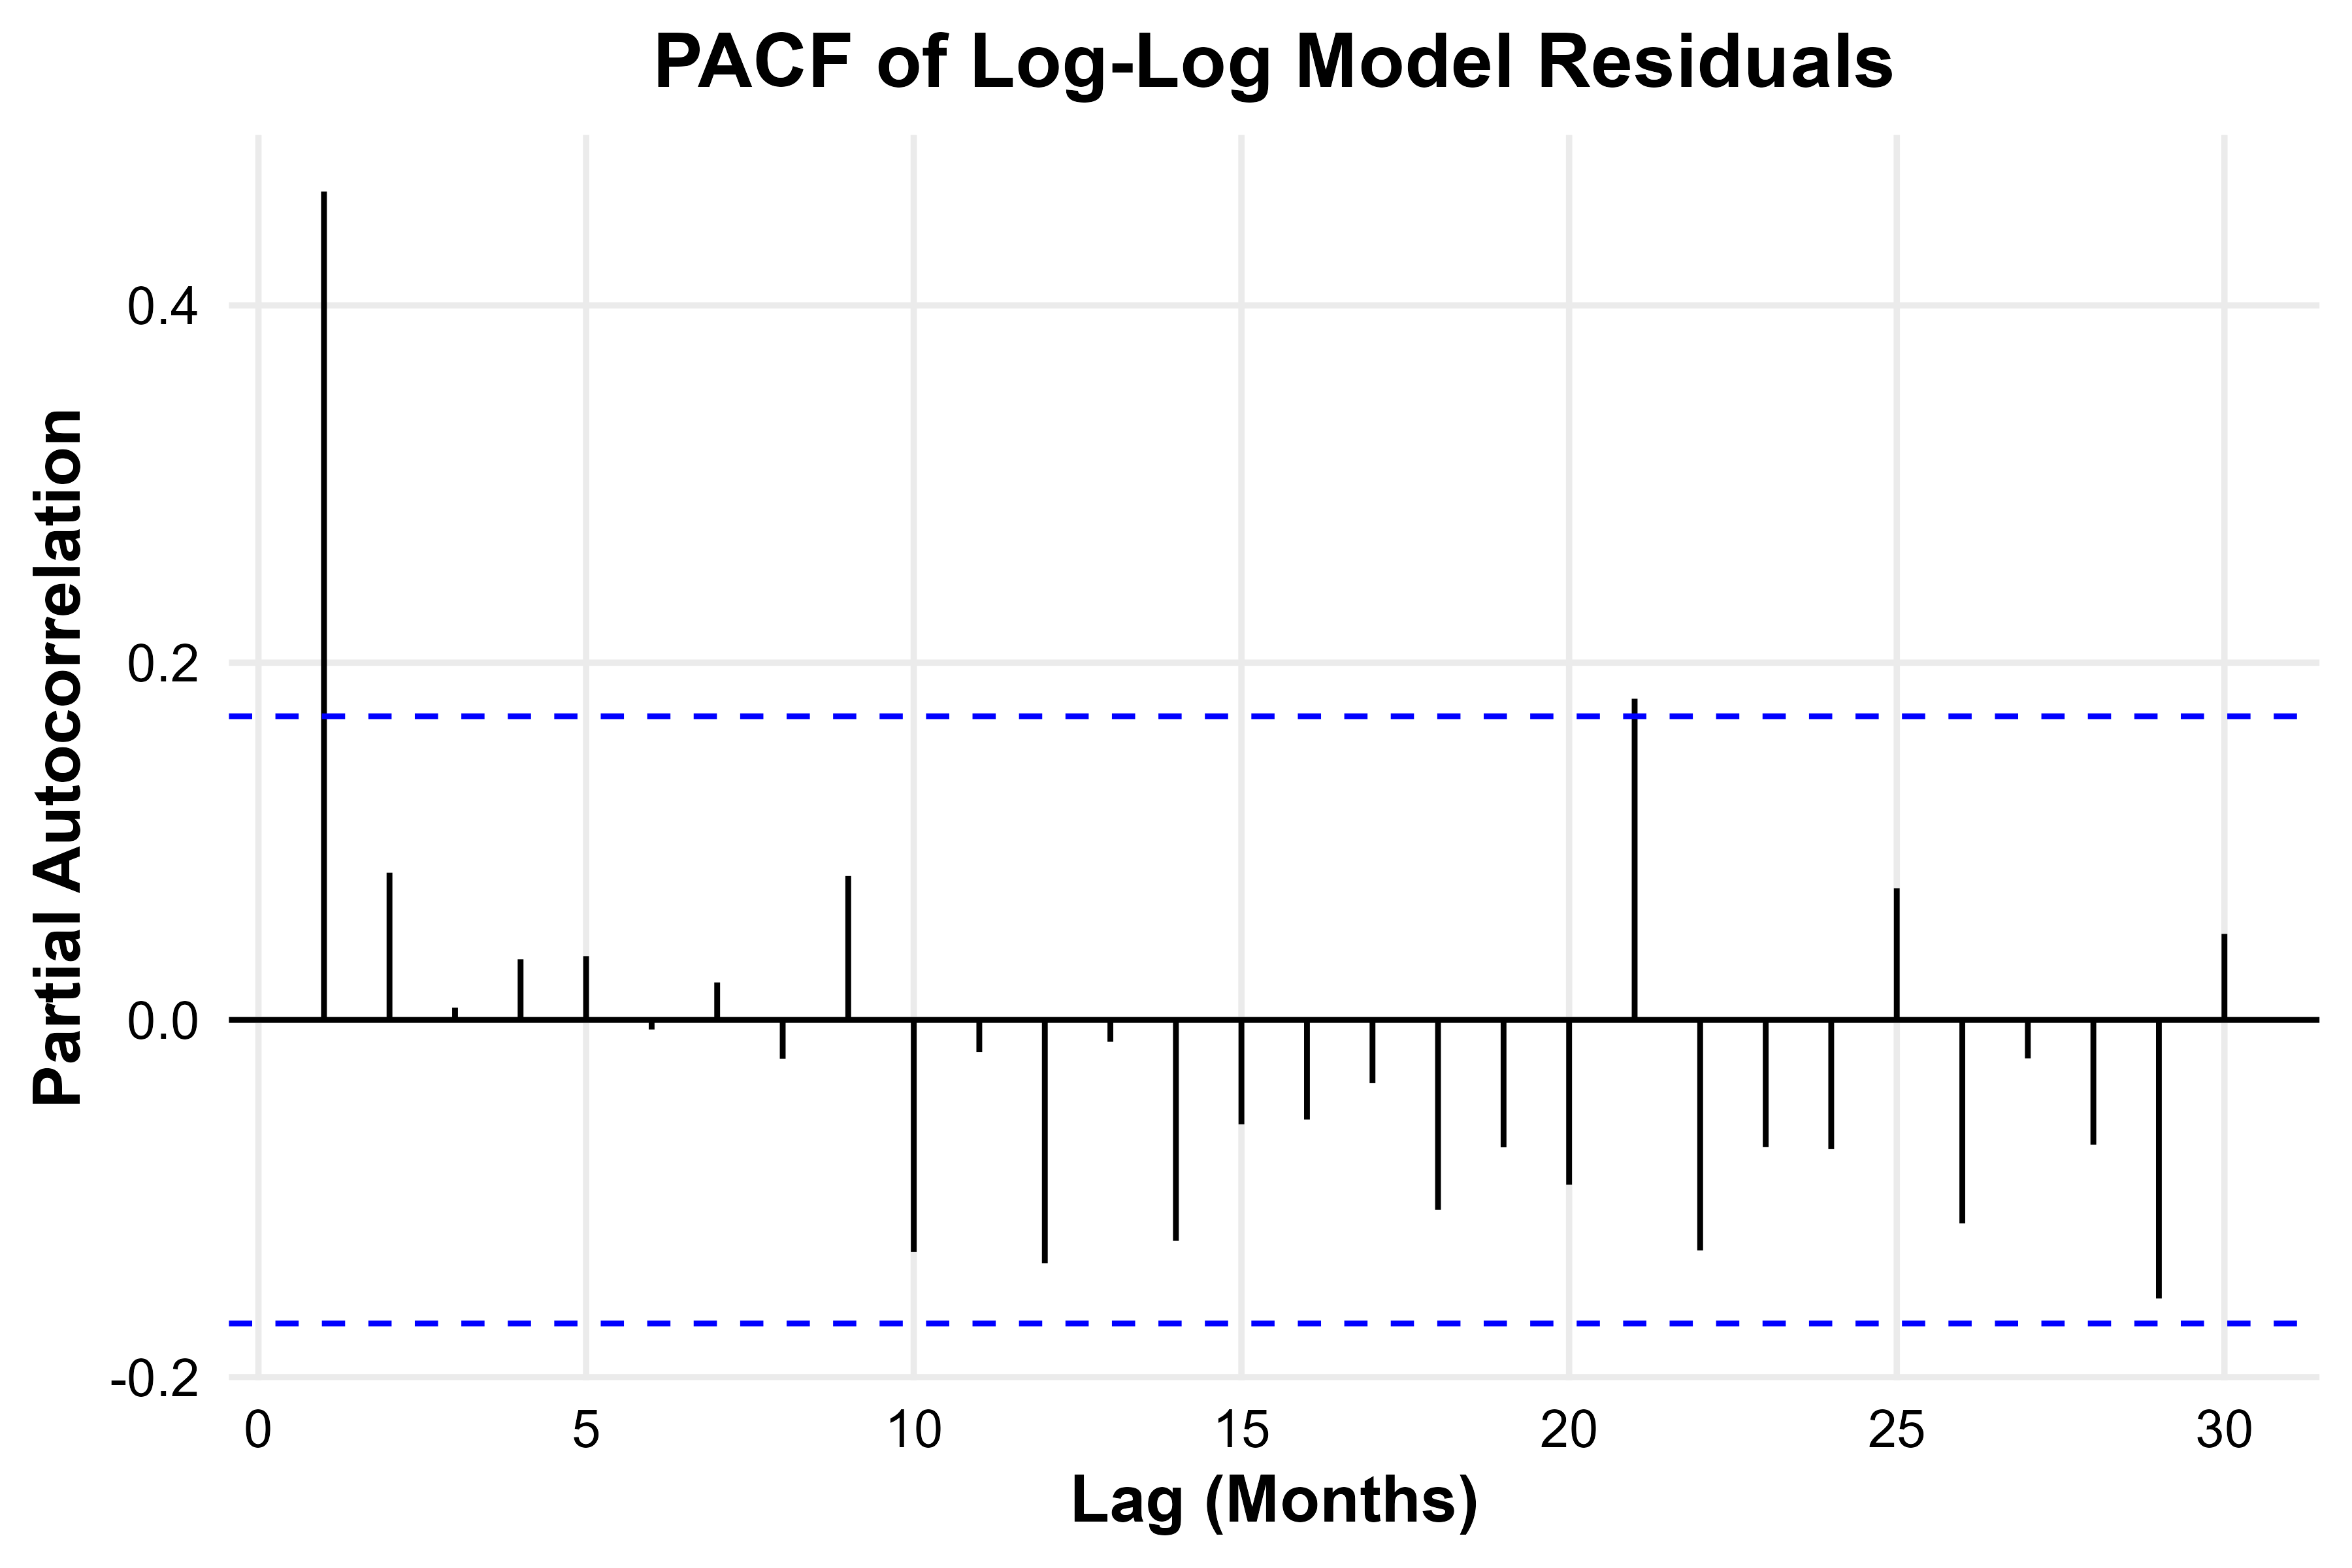 PACF of Log-Log Model Residuals
Partial Autocorrelation
0.4
0.2
0.0
-0.2
0 5 10 15 20 25 30
Lag (Months)